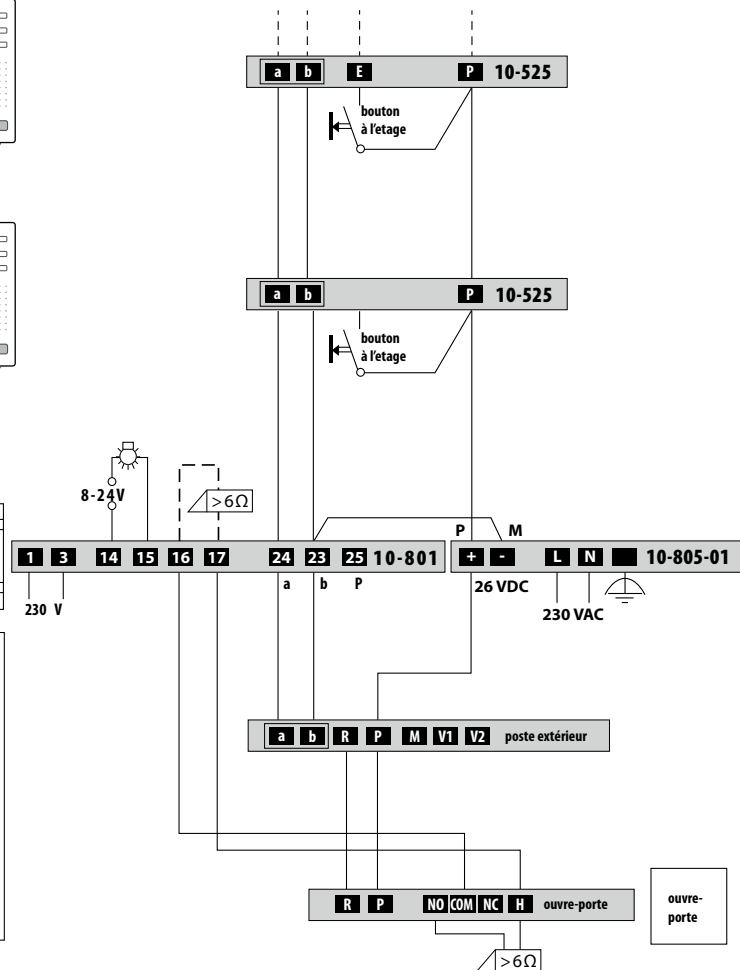 a b E P 10-525
bouton
à l'etage
a b P 10-525
bouton
à l'etage
8-24V
>6Ω
P M
1 3 14 15 16 17 24 23 25 10-801 + - L N 10-805-01
a b P
26 VDC
230 V
230 VAC
a b R P M V1 V2 poste extérieur
R P NO COM NC H ouvre-porte
ouvre-
porte
>6Ω